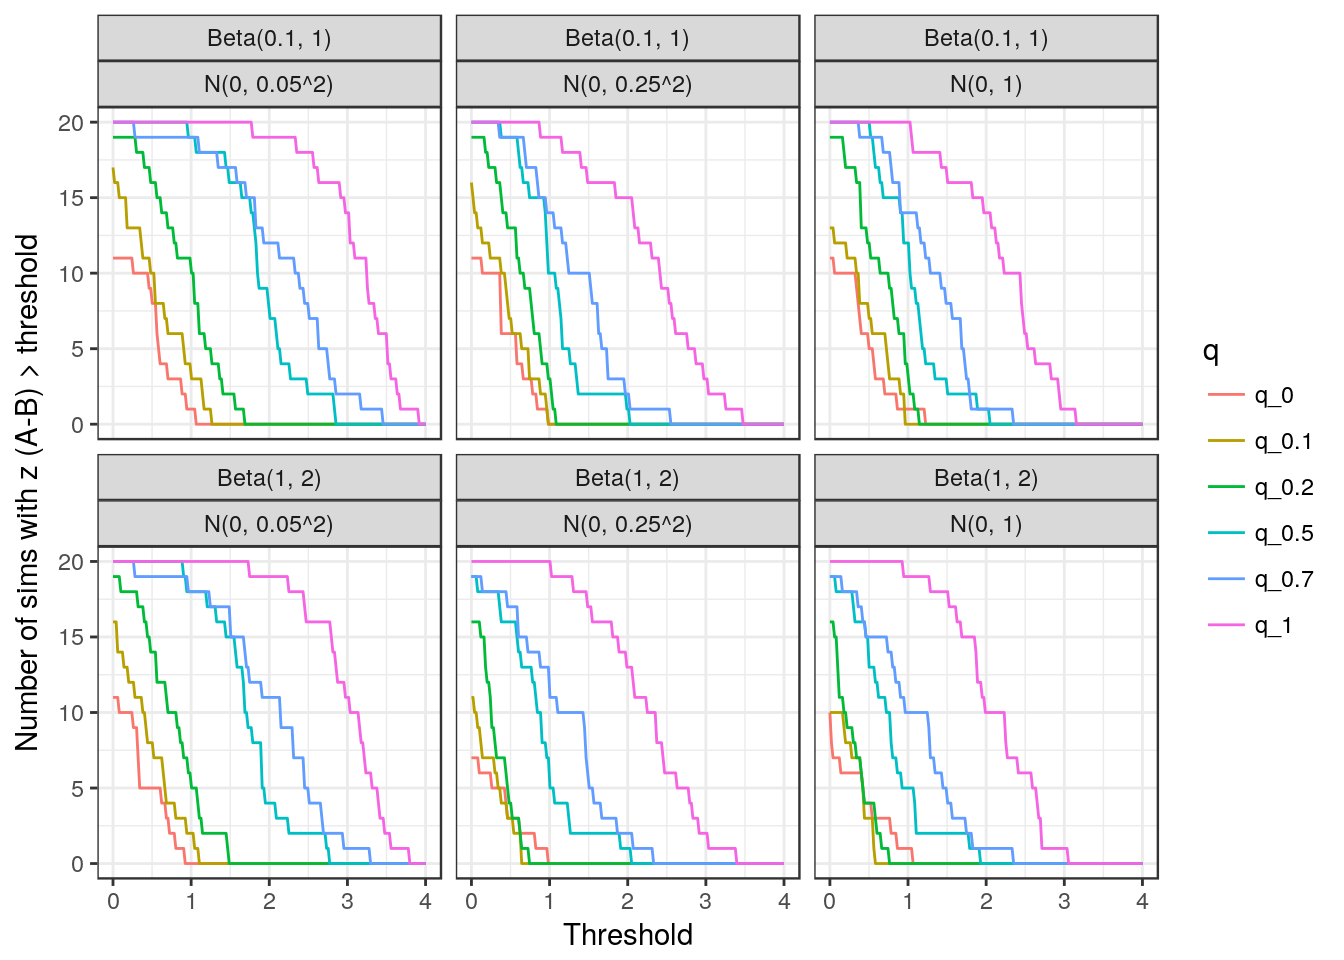 Beta(0.1, 1)
Beta(0.1, 1)
Beta(0.1, 1)
N(0, 0.05^2)
N(0, 0.25^2)
N(0, 1)
20
15
10
5
0
Beta(1, 2)
Beta(1, 2)
Beta(1, 2)
N(0, 0.05^2)
N(0, 0.25^2)
N(0, 1)
20
15
10
5
0
0 1 2 3 4
0 1 2 3 4
0 1 2 3 4
Threshold
Number of sims with z (A-B) > threshold
q
q_0
q_0.1
q_0.2
q_0.5
q_0.7
q_1